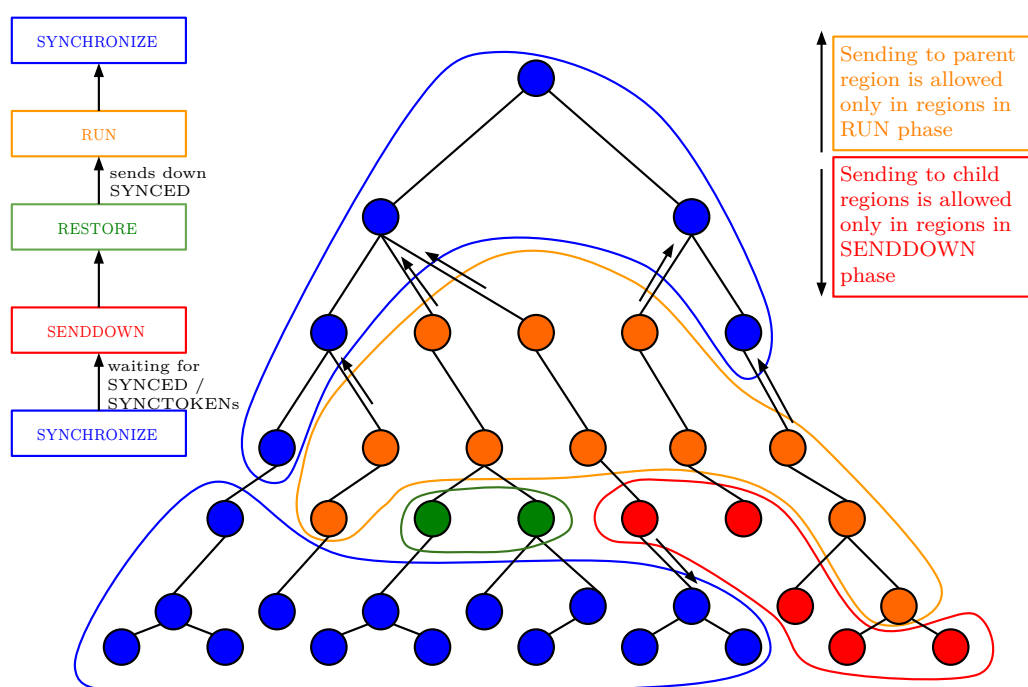 SYNCHRONIZE
RUN
sends down
SYNCED
RESTORE
SENDDOWN
waiting for
SYNCED /
SYNCTOKENs
SYNCHRONIZE
Sending to parent
region is allowed
only in regions in
RUN phase
Sending to child
regions is allowed
only in regions in
SENDDOWN
phase